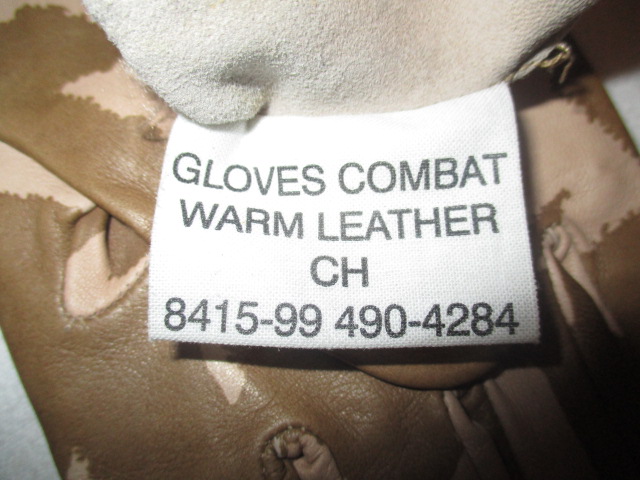 GLOVES COMBAT
WARM LEATHER
CH
8415-99 490-4284